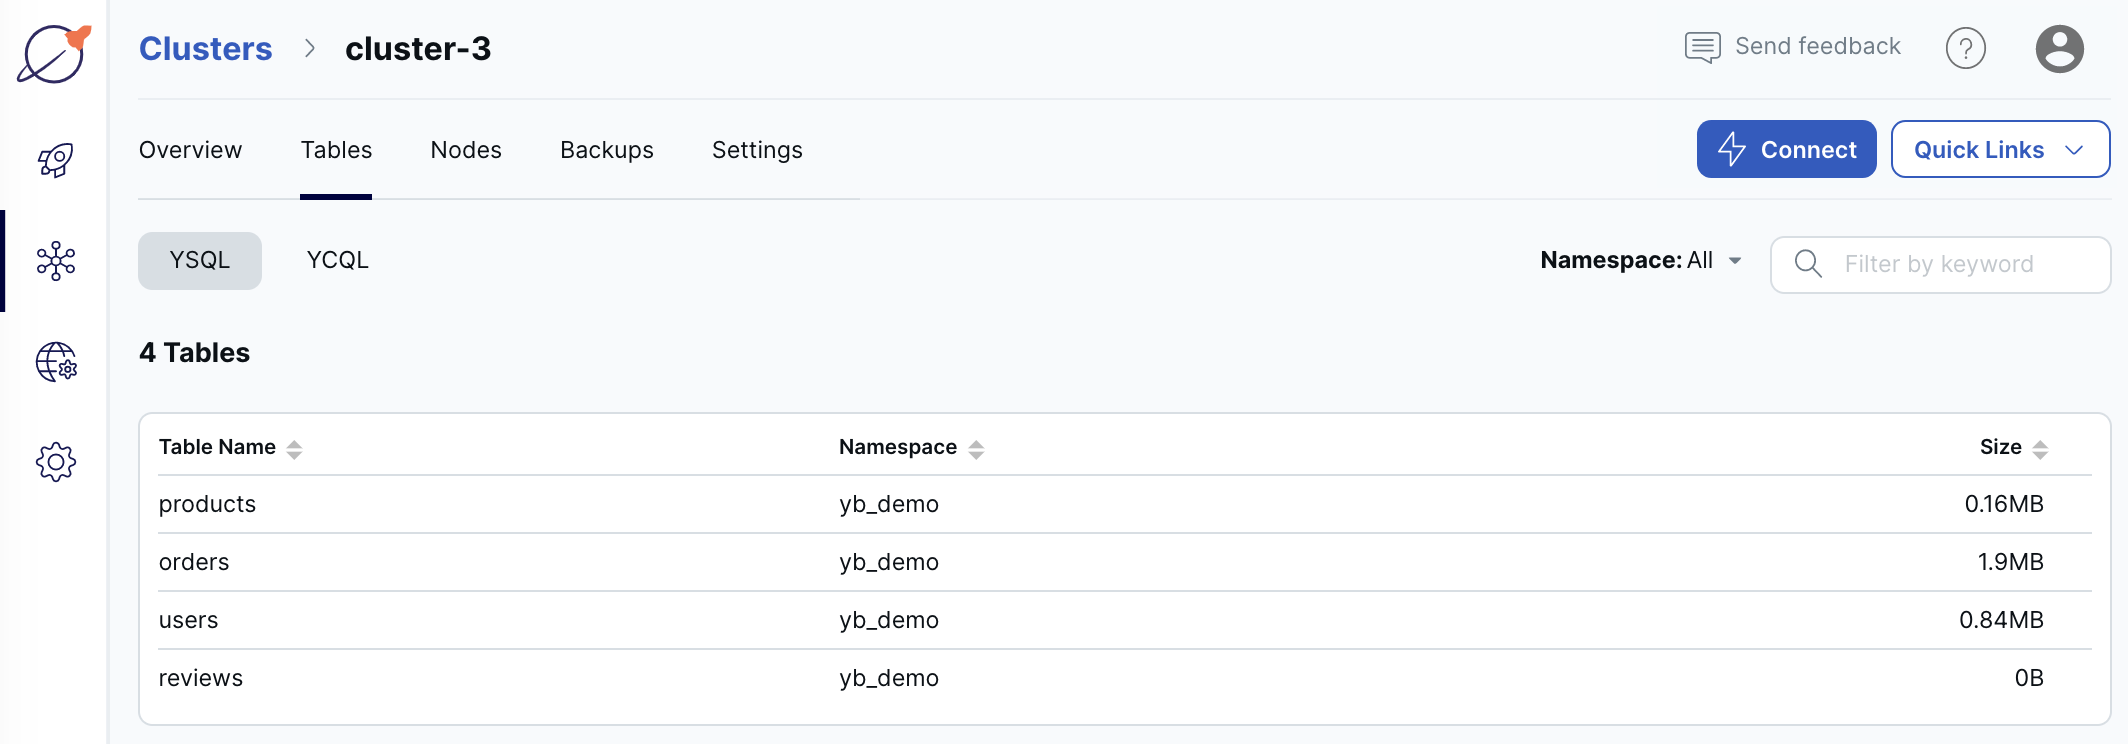 Clusters > cluster-3 Send feedback ?
Overview Tables Nodes Backups Settings Connect Quick Links
YSQL YCQL Namespace: All Filter by keyword
4 Tables
Table Name Namespace Size
products yb_demo 0.16MB
orders yb_demo 1.9MB
users yb_demo 0.84MB
reviews yb_demo 0B